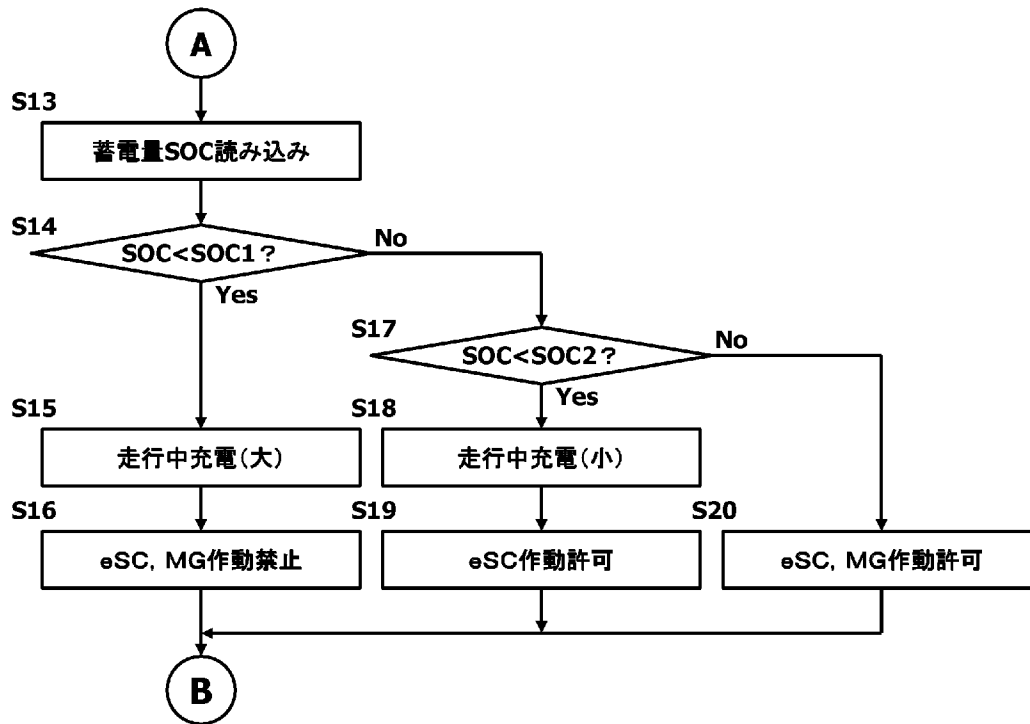 A
S13
蓄電量SOC読み込み
S14
SOC<SOC1?
No
Yes
S17
SOC<SOC2?
No
Yes
S15
走行中充電(大)
S18
走行中充電(小)
S16
eSC, MG作動禁止
S19
eSC作動許可
S20
eSC, MG作動許可
B